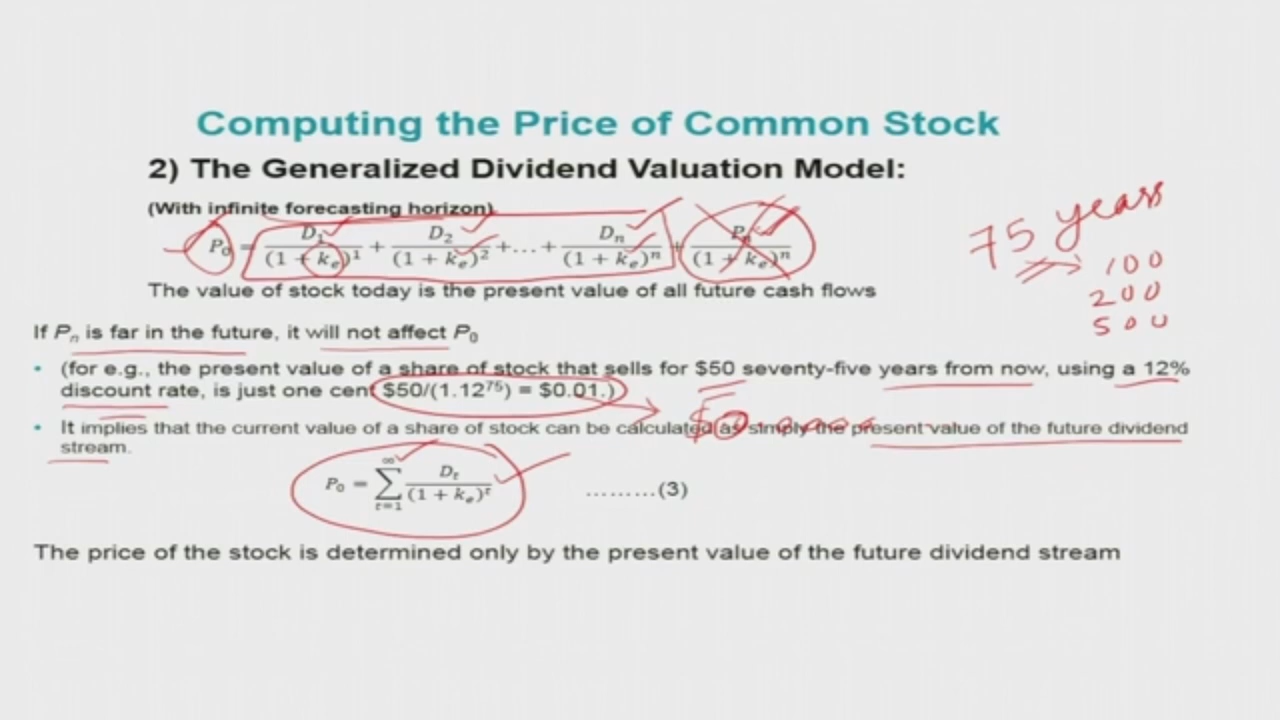 Computing the Price of Common Stock
2) The Generalized Dividend Valuation Model:
(With infinite forecasting horizon)
P₀ = D₁/(1 + kₑ)¹ + D₂/(1 + kₑ)² +…+ Dₙ/(1 + kₑ)ⁿ + Pₙ/(1 + kₑ)ⁿ
75 years
100
200
500
The value of stock today is the present value of all future cash flows
If Pₙ is far in the future, it will not affect P₀
• (for e.g., the present value of a share of stock that sells for $50 seventy-five years from now, using a 12%
discount rate, is just one cent $50/(1.12⁷⁵) = $0.01.)
• It implies that the current value of a share of stock can be calculated as simply the present value of the future dividend
stream.
P₀ = ∑_{t=1}^{∞} Dₜ/(1 + kₑ)ᵗ ………(3)
The price of the stock is determined only by the present value of the future dividend stream